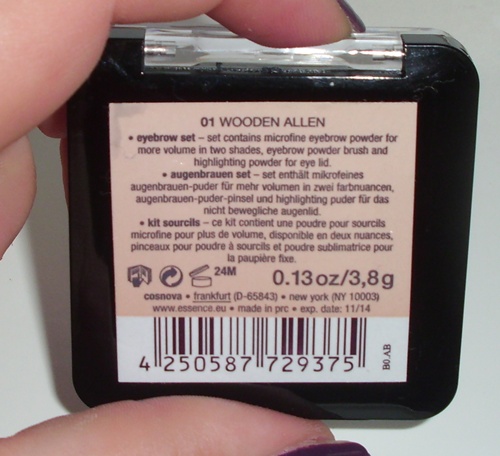 01 WOODEN ALLEN
• eyebrow set – set contains microfine eyebrow powder for
more volume in two shades, eyebrow powder brush and
highlighting powder for eye lid.
• augenbrauen set – set enthält mikrofeines
augenbrauen-puder für mehr volumen in zwei farbnuancen,
augenbrauen-puder-pinsel und highlighting puder für das
nicht bewegliche augenlid.
• kit sourcils – ce kit contient une poudre pour sourcils
microfine pour plus de volume, disponible en deux nuances,
pinceaux pour poudre à sourcils et poudre sublimatrice pour
la paupière fixe.
24M 0.13oz/3,8g
cosnova • frankfurt (D-65843) • new york (NY 10003)
www.essence.eu • made in prc • exp. date: 11/14
4 250587 729375
B0.AB